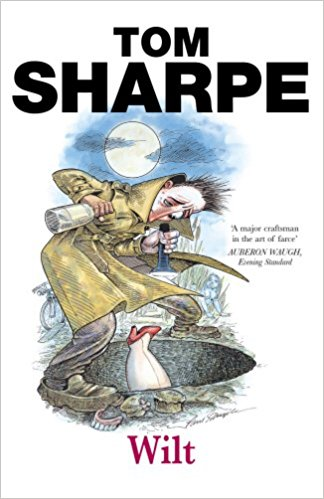 TOM
SHARPE
'A major craftsman
in the art of farce'
AUBERON WAUGH,
Evening Standard
Wilt